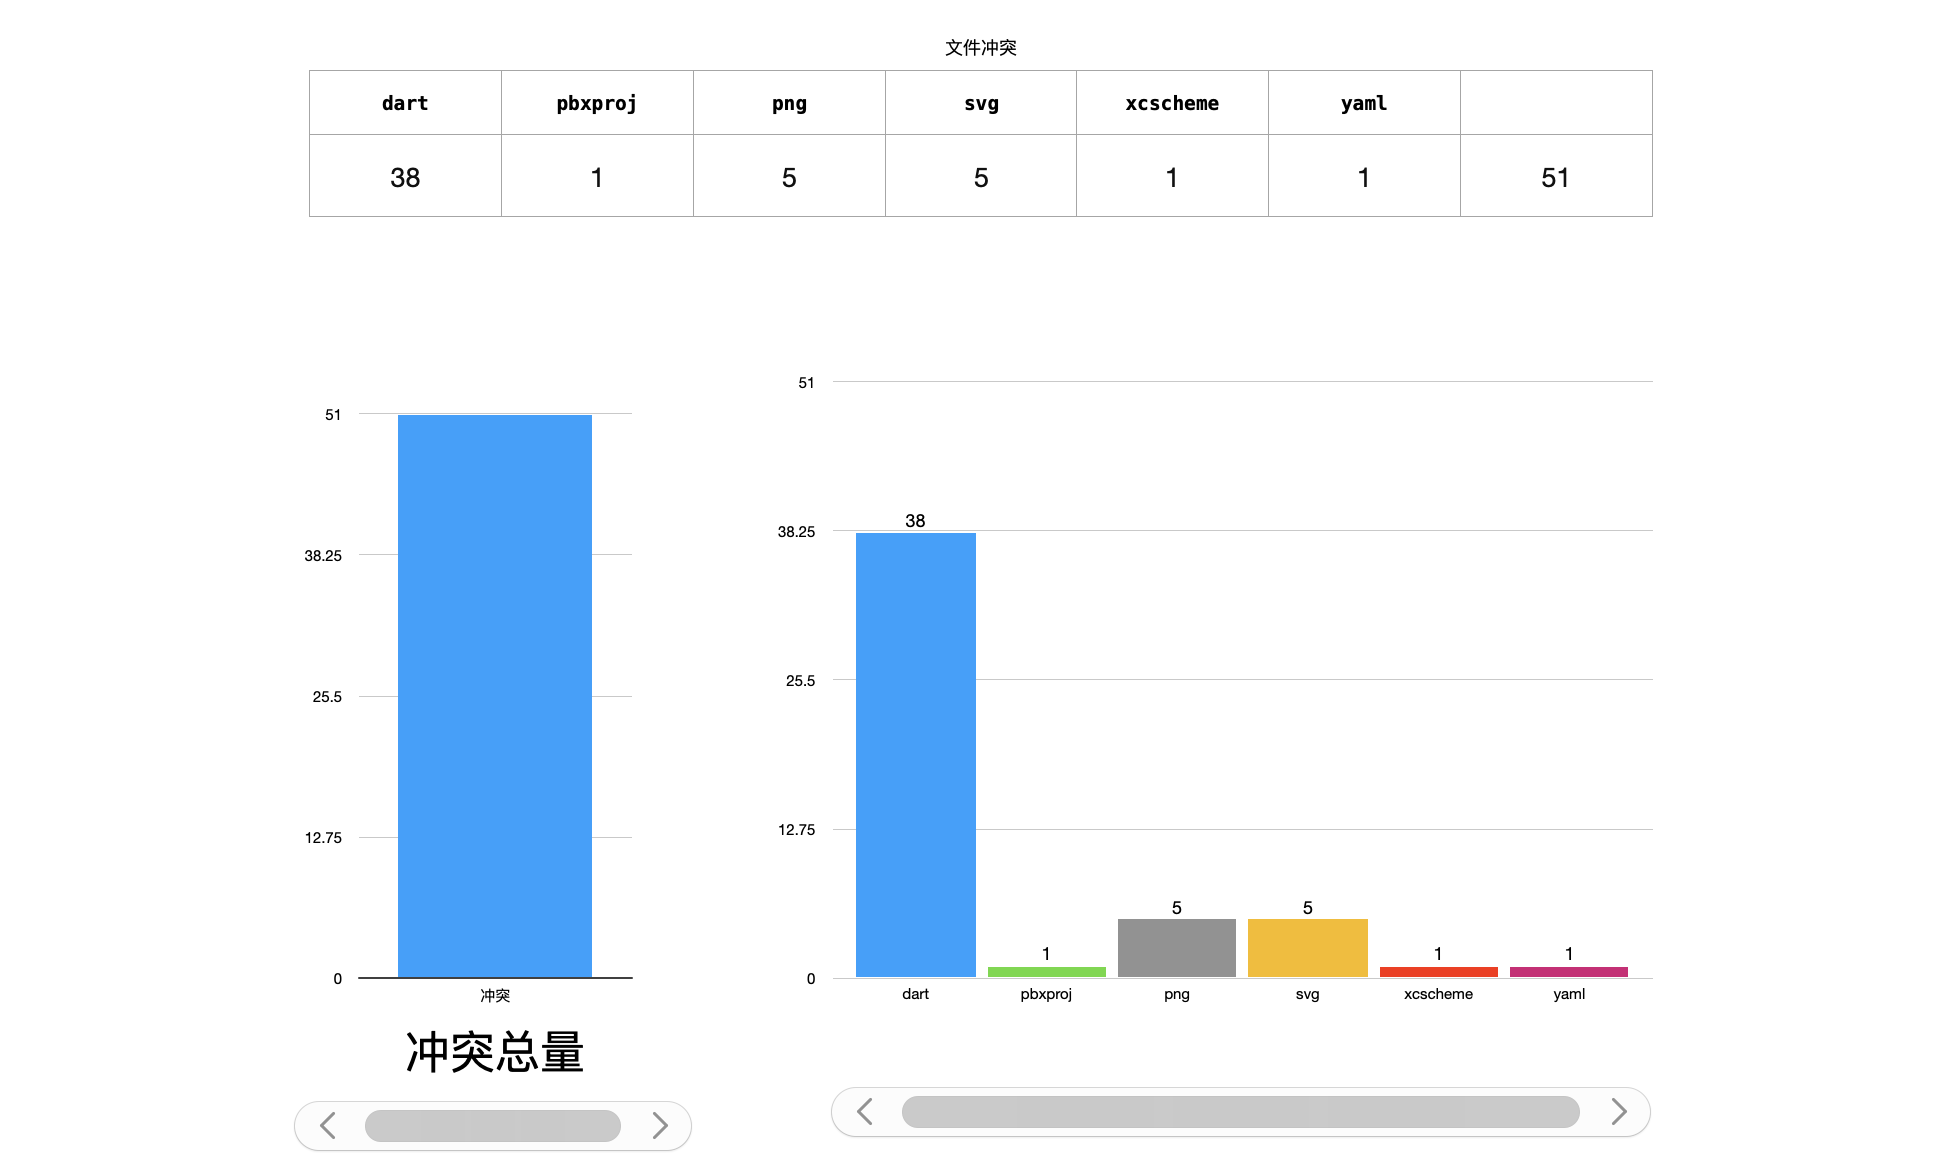 文件冲突
dart pbxproj png svg xcscheme yaml
38 1 5 5 1 1 51
51
38.25
25.5
12.75
0
冲突
冲突总量
51
38.25
25.5
12.75
0
38 1 5 5 1 1
dart pbxproj png svg xcscheme yaml